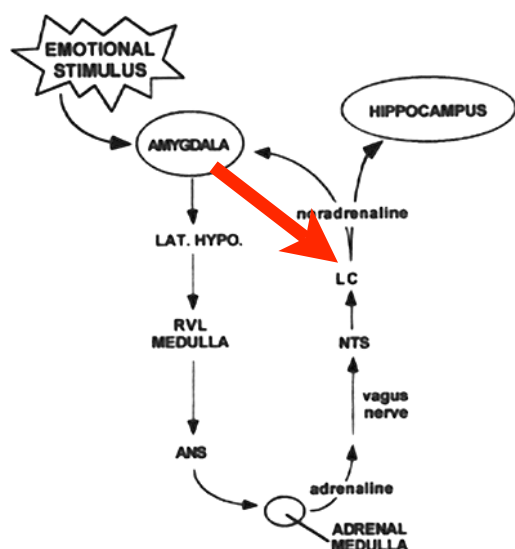 EMOTIONAL
STIMULUS
HIPPOCAMPUS
AMYGDALA
noradrenaline
LAT. HYPO.
LC
RVL
MEDULLA
NTS
vagus
nerve
ANS
adrenaline
ADRENAL
MEDULLA